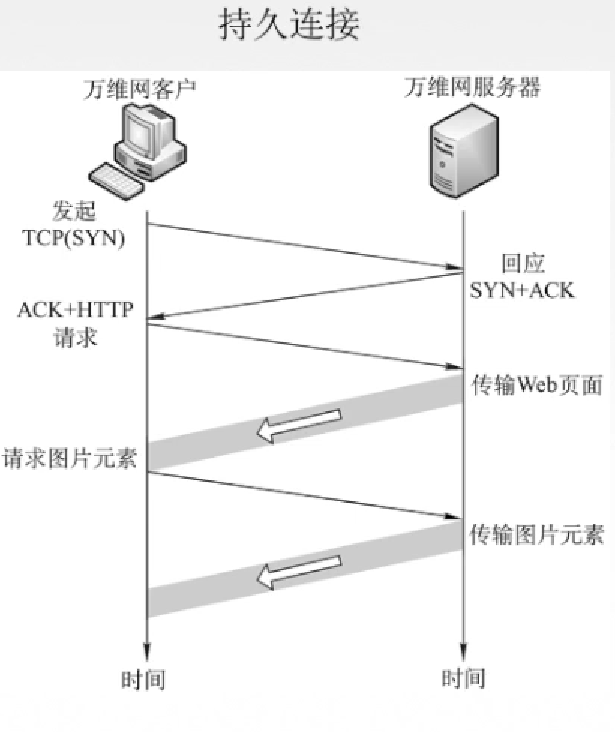 持久连接
万维网客户
万维网服务器
发起
TCP(SYN)
回应
SYN+ACK
ACK+HTTP
请求
传输Web页面
请求图片元素
传输图片元素
时间
时间